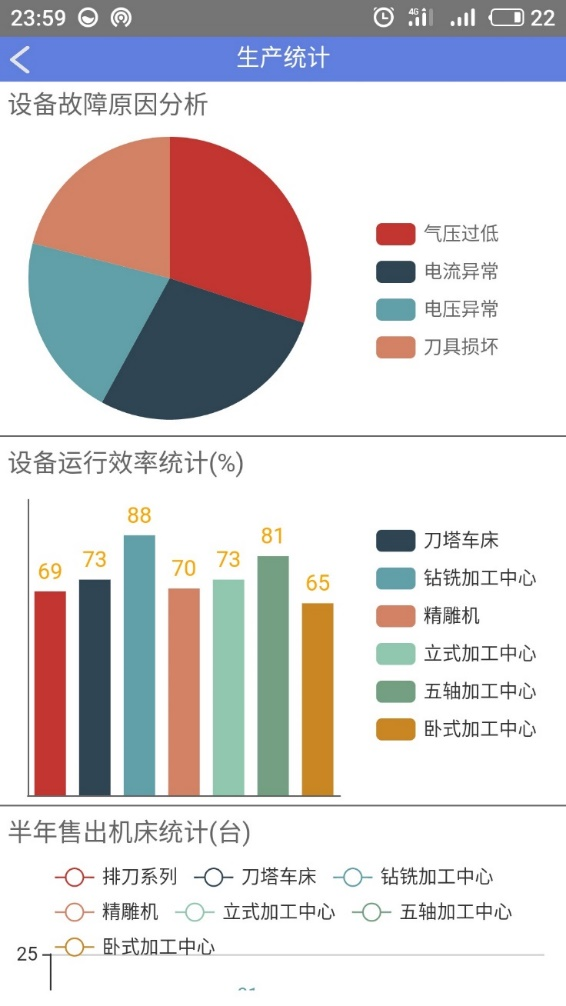 23:59 4G 22
生产统计
设备故障原因分析
气压过低
电流异常
电压异常
刀具损坏
设备运行效率统计(%)
69 73 88 70 73 81 65
刀塔车床
钻铣加工中心
精雕机
立式加工中心
五轴加工中心
卧式加工中心
半年售出机床统计(台)
排刀系列 刀塔车床 钻铣加工中心
精雕机 立式加工中心 五轴加工中心
25 卧式加工中心